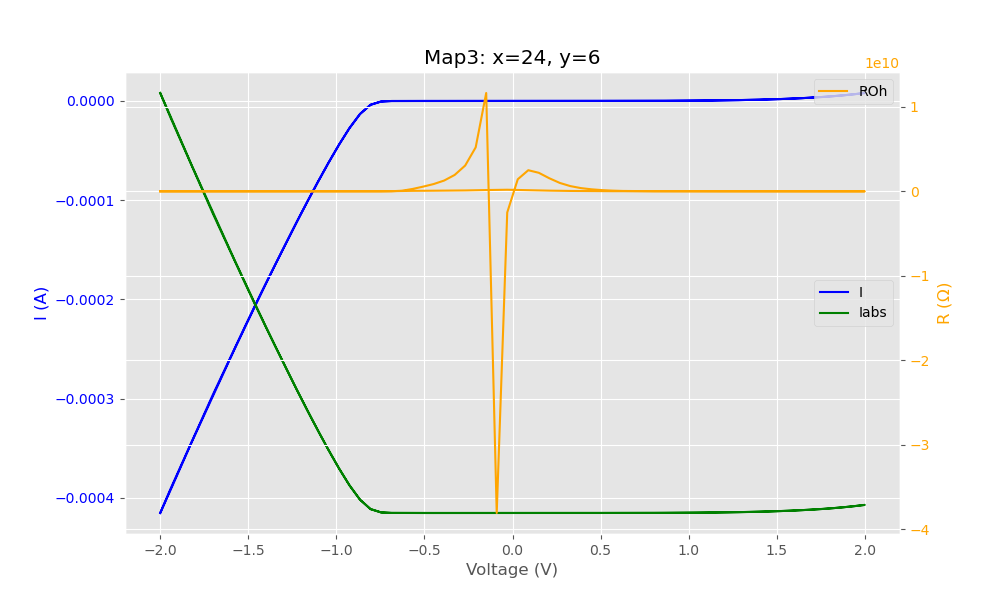 Map3: x=24, y=6
1e10
ROh
I
Iabs
0.0000
−0.0001
−0.0002
−0.0003
−0.0004
I (A)
1
0
−1
−2
−3
−4
R (Ω)
−2.0 −1.5 −1.0 −0.5 0.0 0.5 1.0 1.5 2.0
Voltage (V)